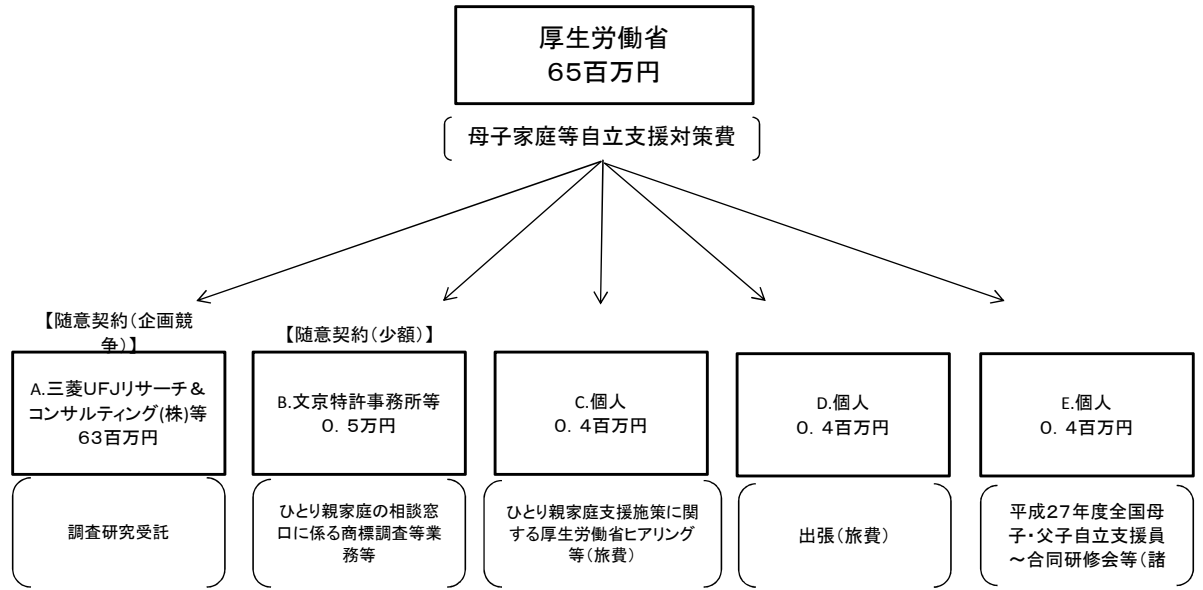 厚生労働省
65百万円
母子家庭等自立支援対策費
【随意契約(企画競
争)】
【随意契約(少額)】
A.三菱UFJリサーチ&
コンサルティング(株)等
63百万円
B.文京特許事務所等
0.5万円
C.個人
0.4百万円
D.個人
0.4百万円
E.個人
0.4百万円
調査研究受託
ひとり親家庭の相談窓
口に係る商標調査等業
務等
ひとり親家庭支援施策に関
する厚生労働省ヒアリング
等(旅費)
出張(旅費)
平成27年度全国母
子・父子自立支援員
~合同研修会等(諸